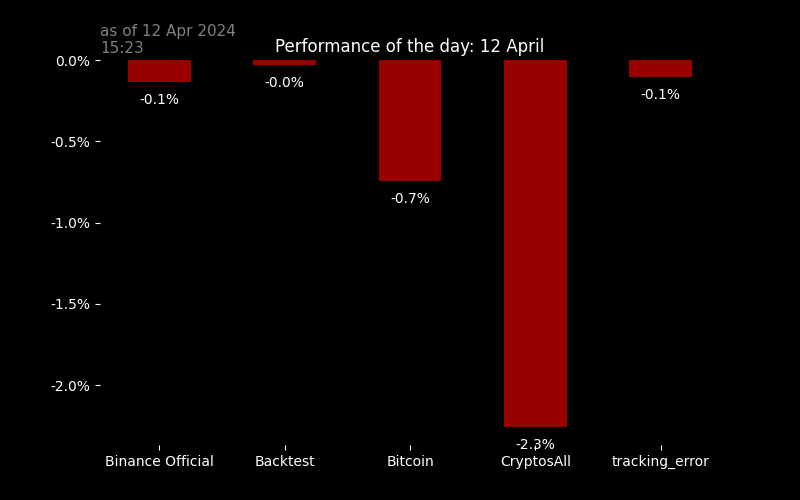 as of 12 Apr 2024
15:23
Performance of the day: 12 April
0.0%
-0.5%
-1.0%
-1.5%
-2.0%
-0.1%
-0.0%
-0.7%
-2.3%
-0.1%
Binance Official
Backtest
Bitcoin
CryptosAll
tracking_error